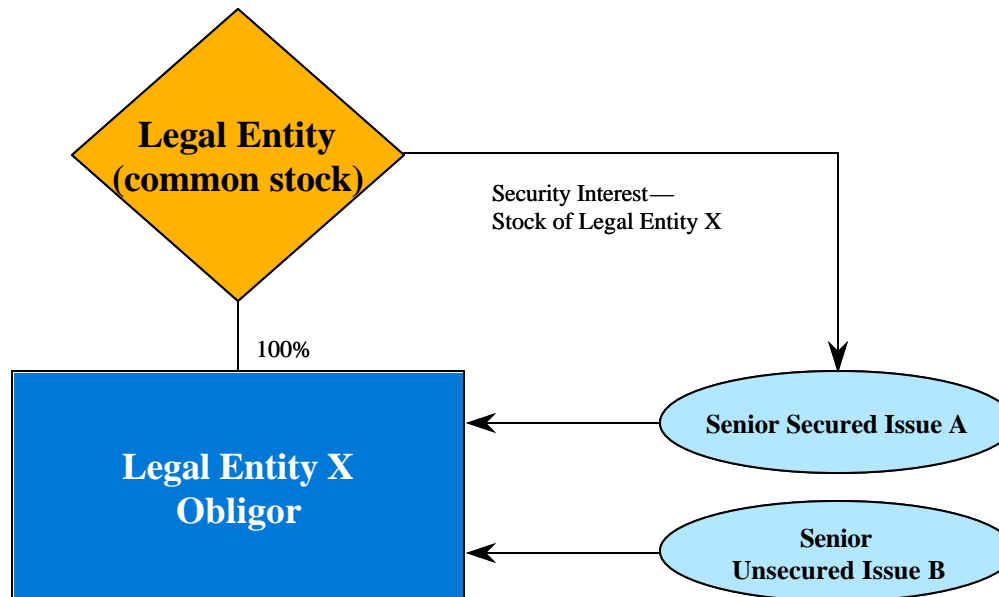 Legal Entity
(common stock)
Security Interest—
Stock of Legal Entity X
100%
Senior Secured Issue A
Legal Entity X
Obligor
Senior
Unsecured Issue B